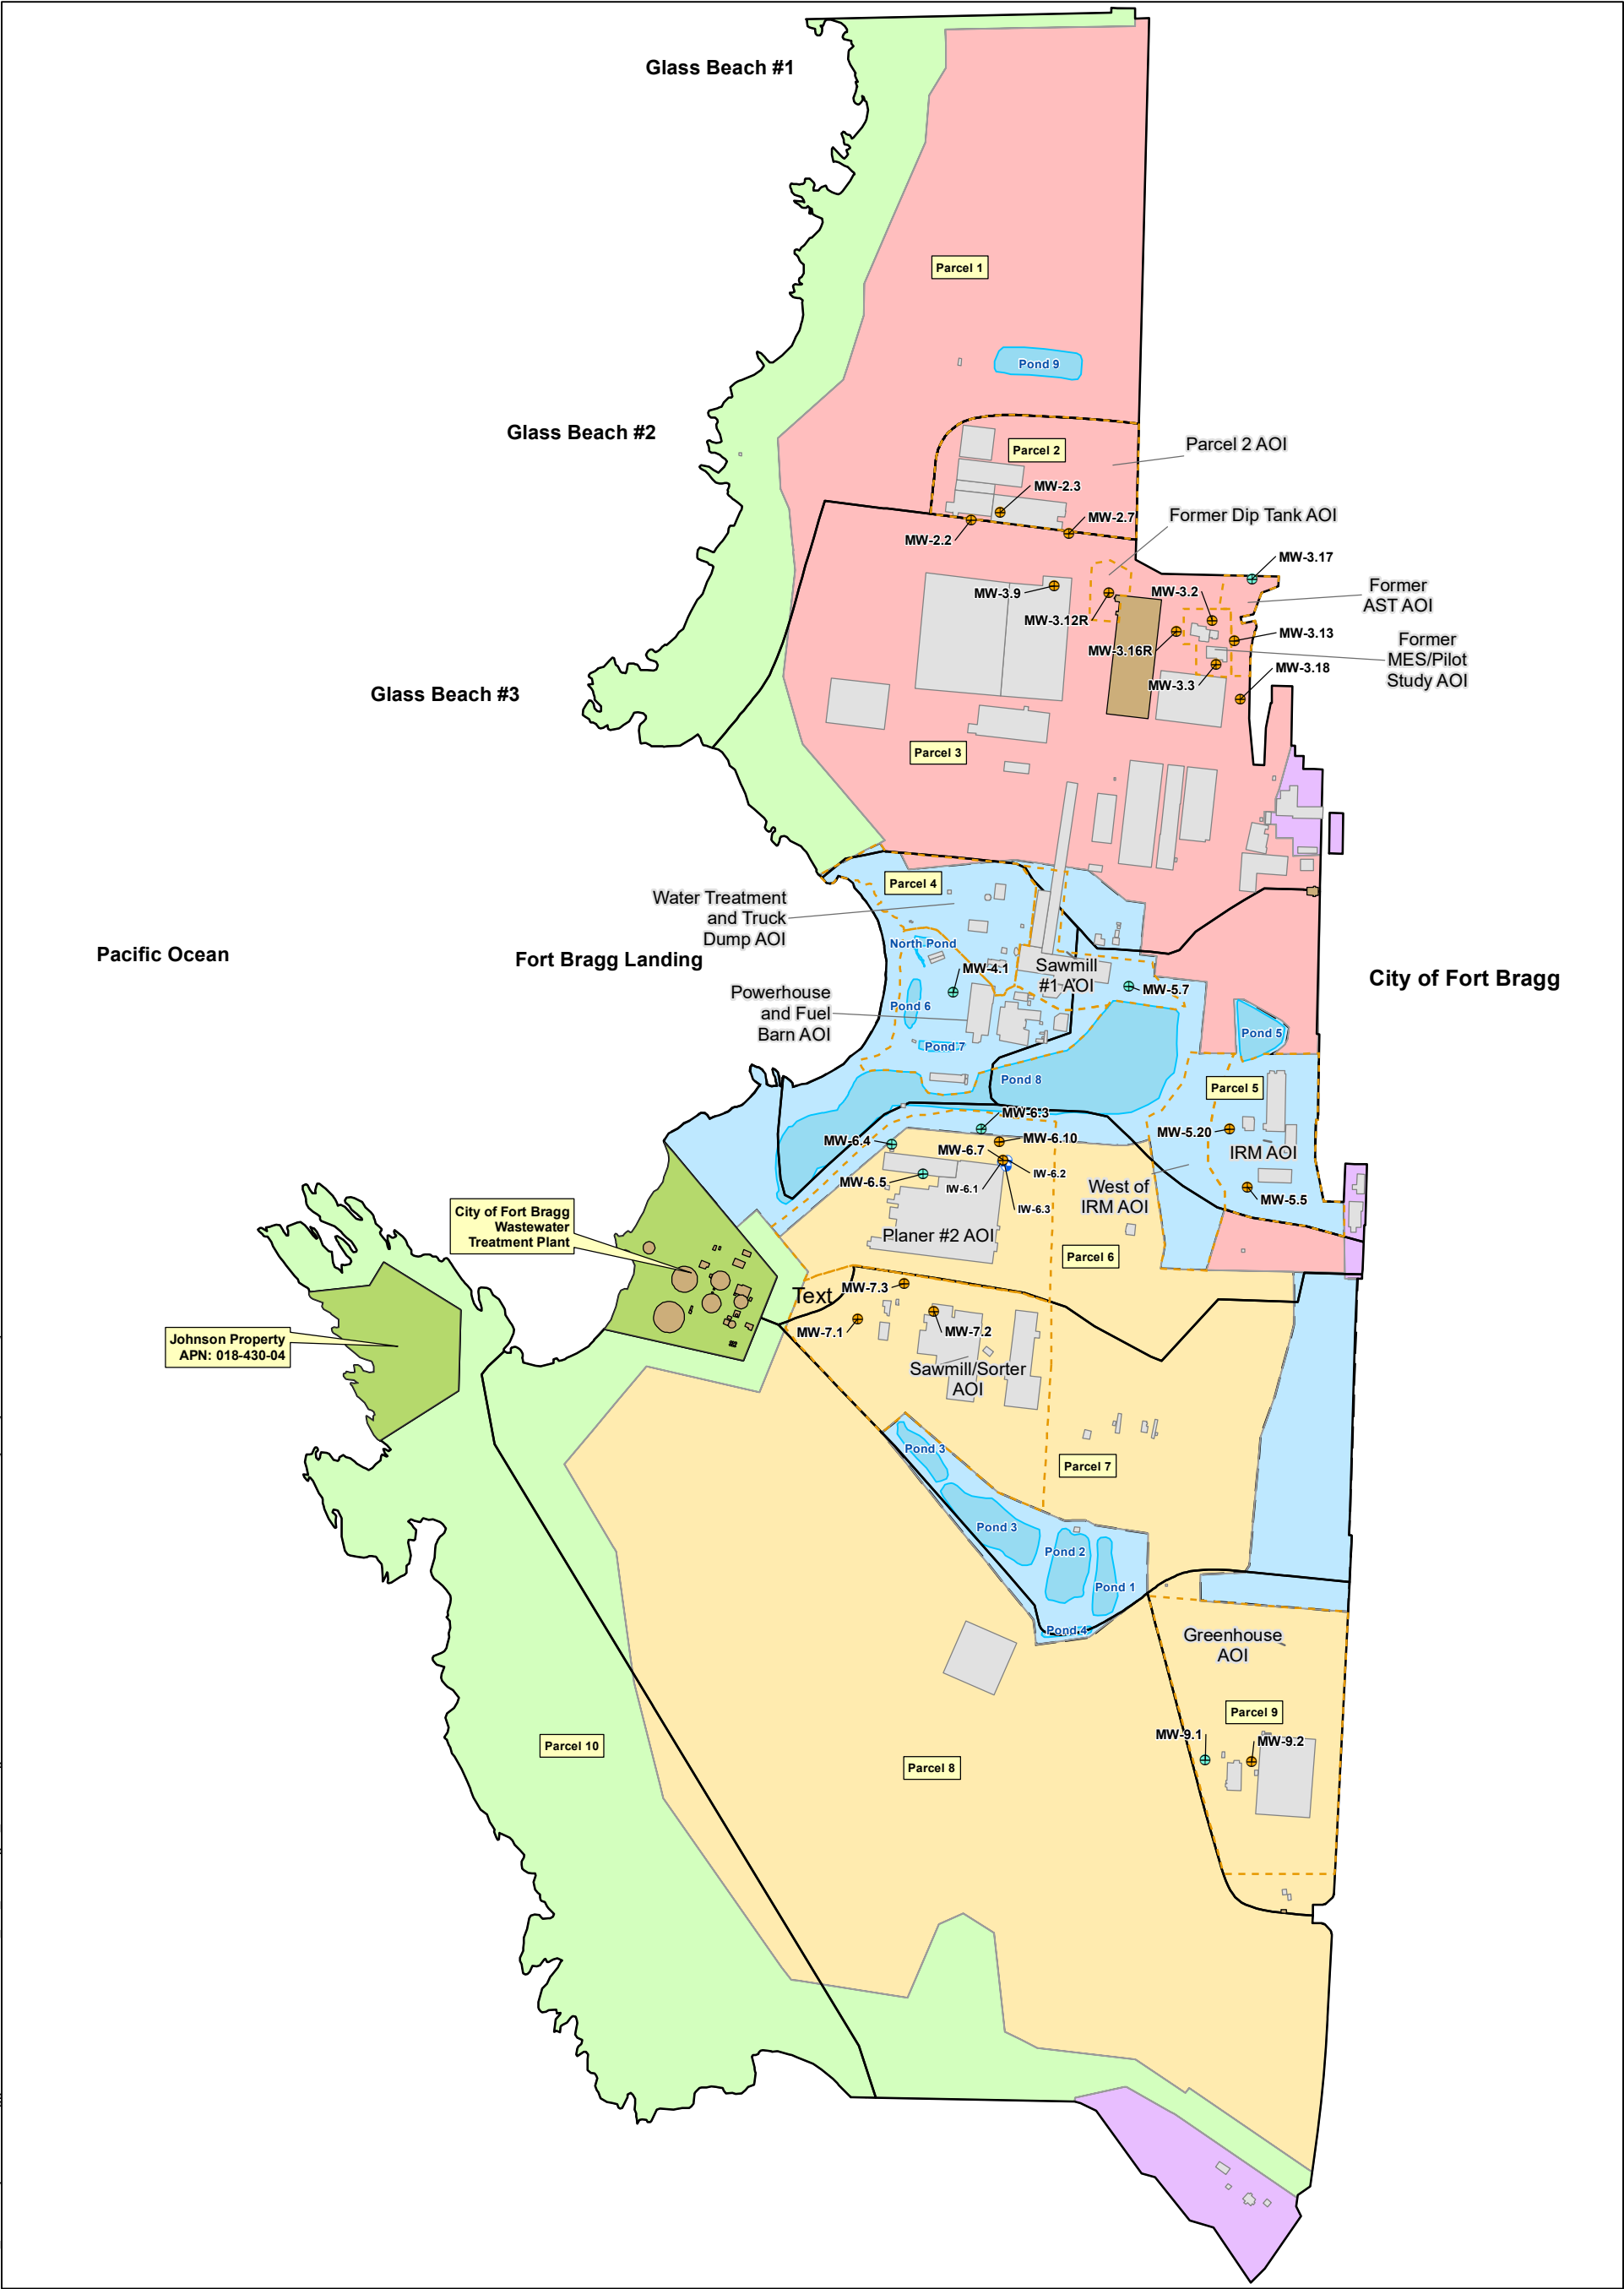 Glass Beach #1
Parcel 1
Pond 9
Glass Beach #2
Parcel 2
Parcel 2 AOI
MW-2.3
MW-2.7
MW-2.2
Former Dip Tank AOI
MW-3.17
MW-3.9
MW-3.2
Former
AST AOI
MW-3.12R
MW-3.13
MW-3.16R
Former
MES/Pilot
Study AOI
MW-3.18
MW-3.3
Glass Beach #3
Parcel 3
Parcel 4
Water Treatment
and Truck
Dump AOI
North Pond
Pacific Ocean
Fort Bragg Landing
MW-4.1
Sawmill
#1 AOI
MW-5.7
City of Fort Bragg
Powerhouse
and Fuel
Barn AOI
Pond 6
Pond 5
Pond 7
Pond 8
Parcel 5
MW-6.3
MW-6.4
MW-6.10
MW-5.20
MW-6.7
IW-6.2
IRM AOI
MW-6.5
IW-6.1
West of
IRM AOI
MW-5.5
IW-6.3
City of Fort Bragg
Wastewater
Treatment Plant
Planer #2 AOI
Parcel 6
Text
MW-7.3
MW-7.1
MW-7.2
Johnson Property
APN: 018-430-04
Sawmill/Sorter
AOI
Pond 3
Parcel 7
Pond 3
Pond 2
Pond 1
Pond 4
Greenhouse
AOI
Parcel 9
MW-9.1
MW-9.2
Parcel 10
Parcel 8